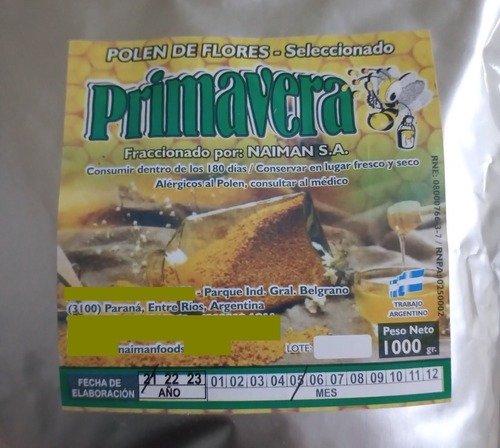 POLEN DE FLORES - Seleccionado
Primavera
Fraccionado por: NAIMAN S.A.
Consumir dentro de los 180 días / Conservar en lugar fresco y seco
Alérgicos al Polen, consultar al médico
- Parque Ind. Gral. Belgrano
(3100) Paraná, Entre Ríos, Argentina
naimanfoods
LOTE:
TRABAJO
ARGENTINO
Peso Neto
1000 gr.
FECHA DE
ELABORACIÓN
21 22 23
AÑO
01 02 03 04 05 06 07 08 09 10 11 12
MES